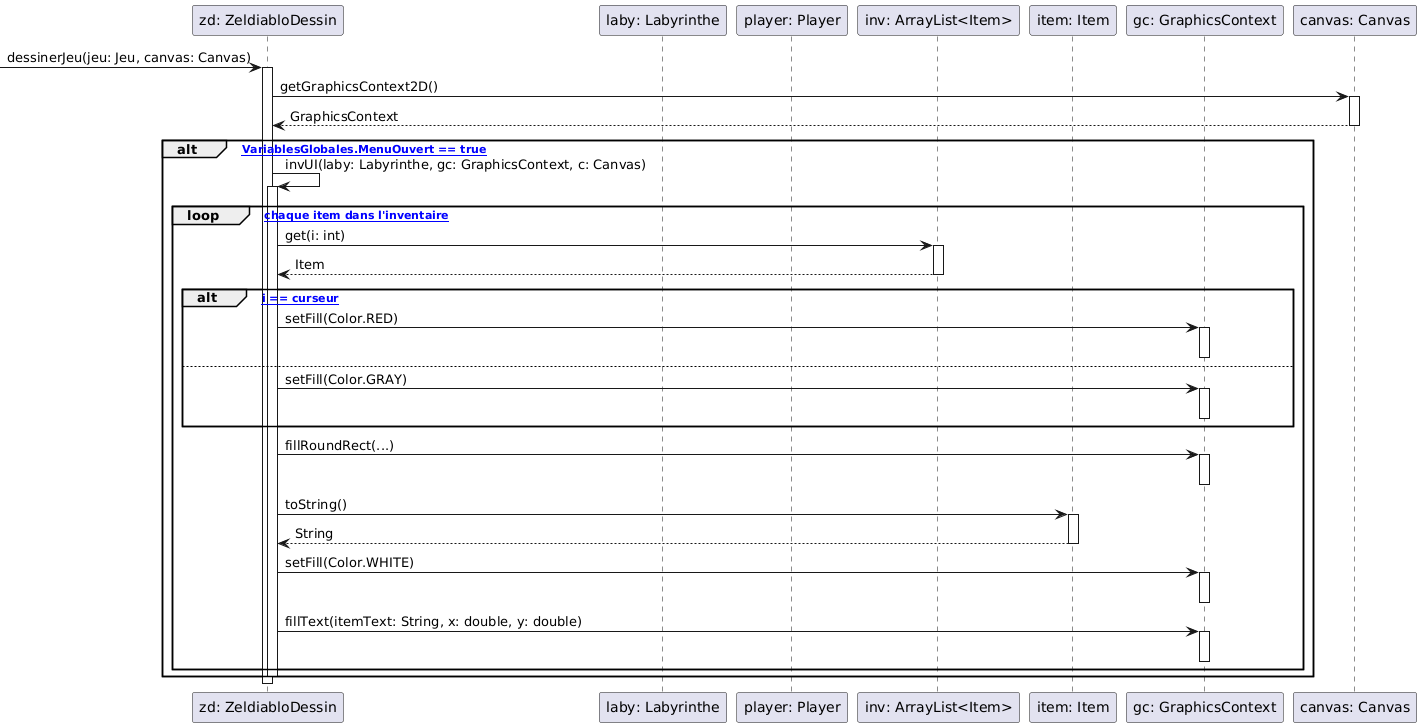 zd: ZeldiabloDessin
laby: Labyrinthe
player: Player
inv: ArrayList<Item>
item: Item
gc: GraphicsContext
canvas: Canvas
dessinerJeu(jeu: Jeu, canvas: Canvas)
getGraphicsContext2D()
GraphicsContext
alt
VariablesGlobales.MenuOuvert == true
invUI(laby: Labyrinthe, gc: GraphicsContext, c: Canvas)
loop
chaque item dans l'inventaire
get(i: int)
Item
alt
i == curseur
setFill(Color.RED)
setFill(Color.GRAY)
fillRoundRect(...)
toString()
String
setFill(Color.WHITE)
fillText(itemText: String, x: double, y: double)
zd: ZeldiabloDessin
laby: Labyrinthe
player: Player
inv: ArrayList<Item>
item: Item
gc: GraphicsContext
canvas: Canvas